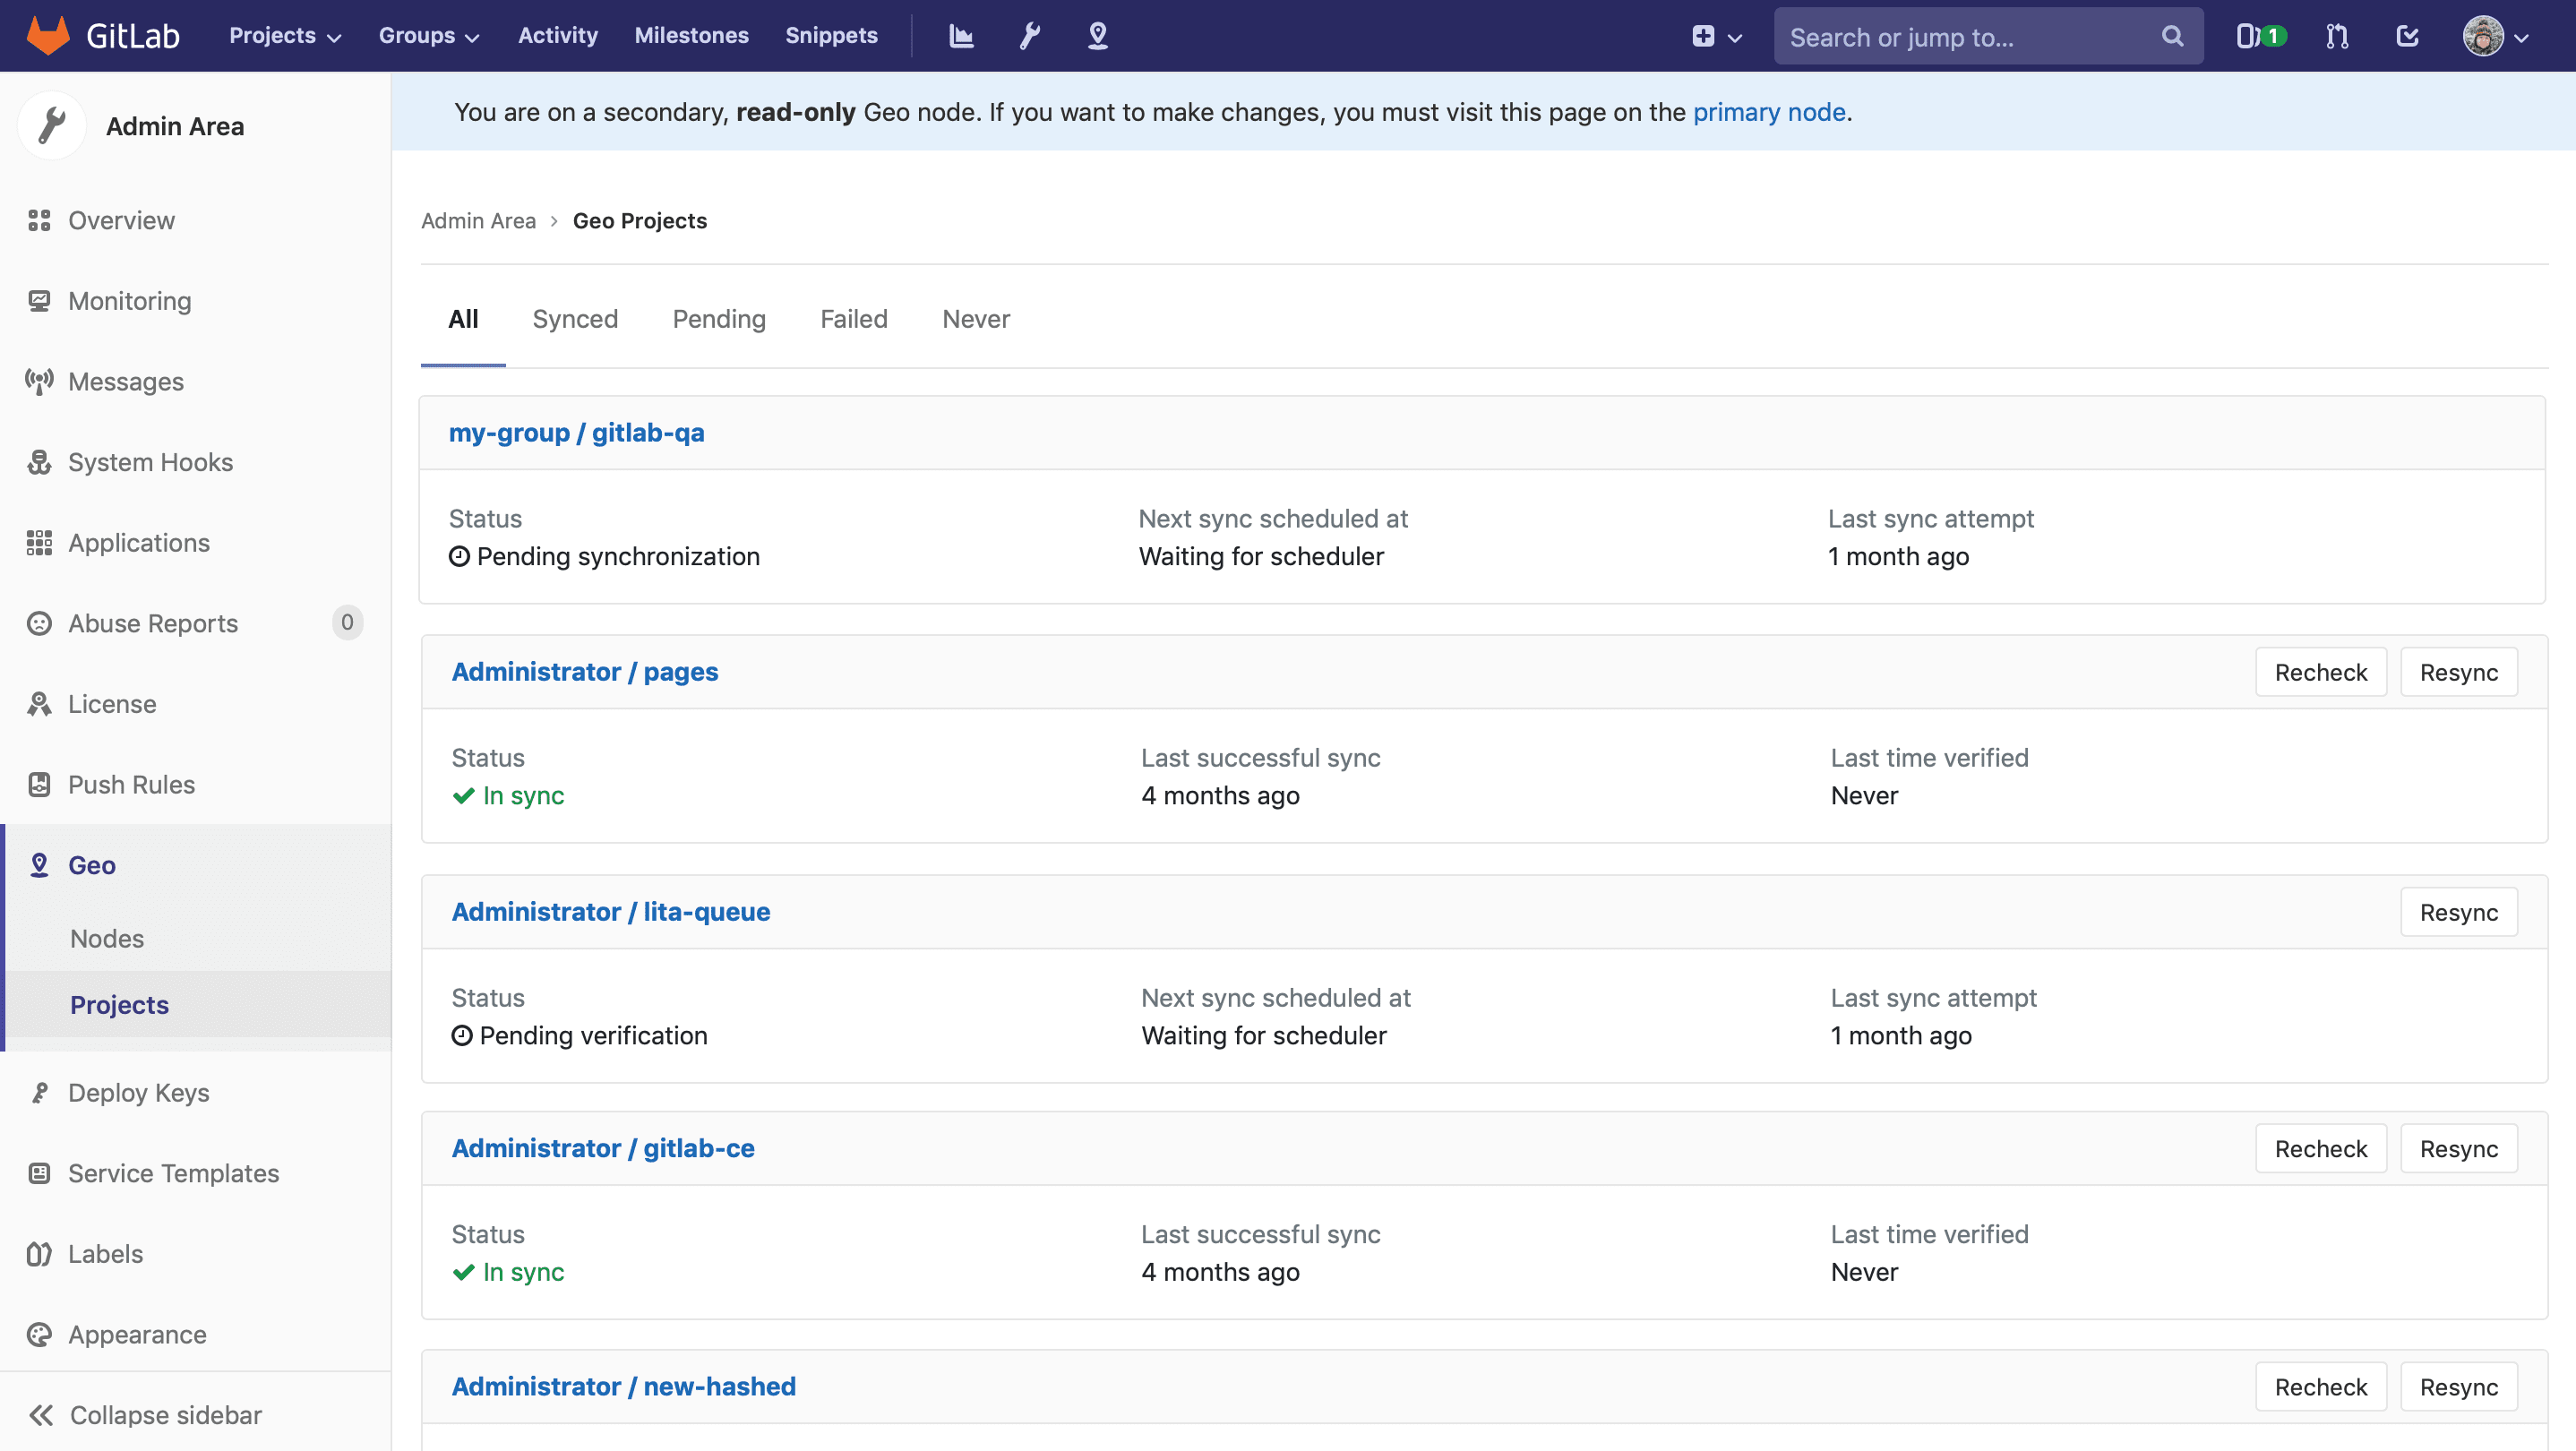 GitLab Projects Groups Activity Milestones Snippets Search or jump to... 1
Admin Area
Overview
Monitoring
Messages
System Hooks
Applications
Abuse Reports 0
License
Push Rules
Geo
Nodes
Projects
Deploy Keys
Service Templates
Labels
Appearance
Collapse sidebar
You are on a secondary, read-only Geo node. If you want to make changes, you must visit this page on the primary node.
Admin Area › Geo Projects
All Synced Pending Failed Never
my-group / gitlab-qa
Status Next sync scheduled at Last sync attempt
Pending synchronization Waiting for scheduler 1 month ago
Administrator / pages Recheck Resync
Status Last successful sync Last time verified
In sync 4 months ago Never
Administrator / lita-queue Resync
Status Next sync scheduled at Last sync attempt
Pending verification Waiting for scheduler 1 month ago
Administrator / gitlab-ce Recheck Resync
Status Last successful sync Last time verified
In sync 4 months ago Never
Administrator / new-hashed Recheck Resync